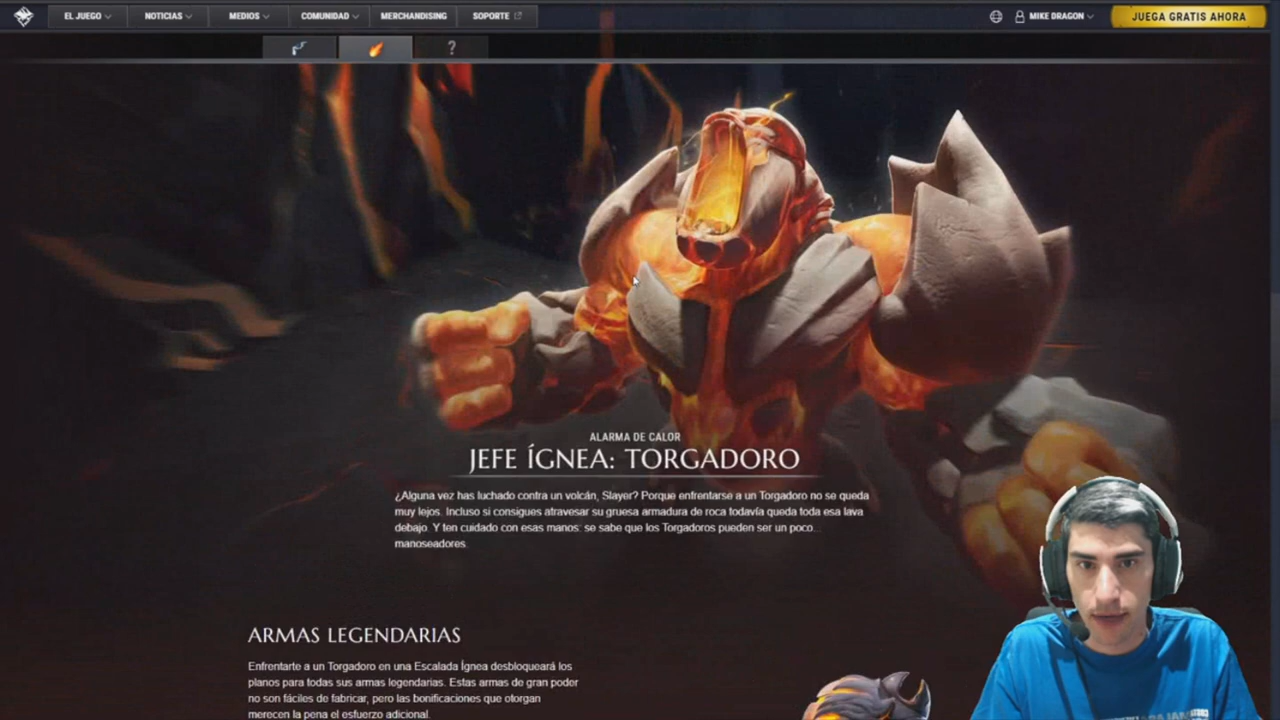 EL JUEGO NOTICIAS MEDIOS COMUNIDAD MERCHANDISING SOPORTE MIKE DRAGON JUEGA GRATIS AHORA
?
ALARMA DE CALOR
JEFE ÍGNEA: TORGADORO
¿Alguna vez has luchado contra un volcán, Slayer? Porque enfrentarse a un Torgadoro no se queda
muy lejos. Incluso si consigues atravesar su gruesa armadura de roca todavía queda toda esa lava
debajo. Y ten cuidado con esas manos: se sabe que los Torgadoros pueden ser un poco...
manoseadores.
ARMAS LEGENDARIAS
Enfrentarte a un Torgadoro en una Escalada Ígnea desbloqueará los
planos para todas sus armas legendarias. Estas armas de gran poder
no son fáciles de fabricar, pero las bonificaciones que otorgan
merecen la pena el esfuerzo adicional.